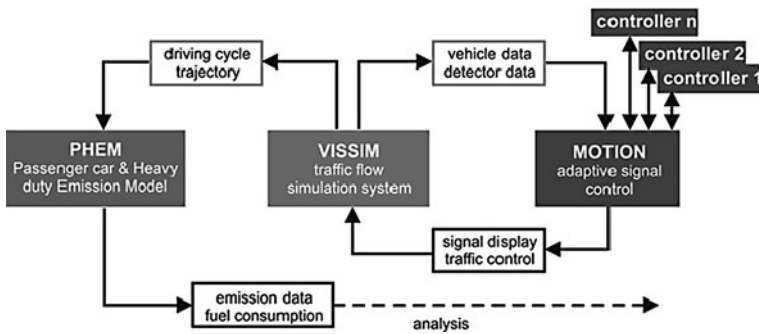 controller n
controller 2
controller 1
driving cycle
trajectory
vehicle data
detector data
PHEM
Passenger car & Heavy
duty Emission Model
VISSIM
traffic flow
simulation system
MOTION
adaptive signal
control
signal display
traffic control
emission data
fuel consumption
analysis